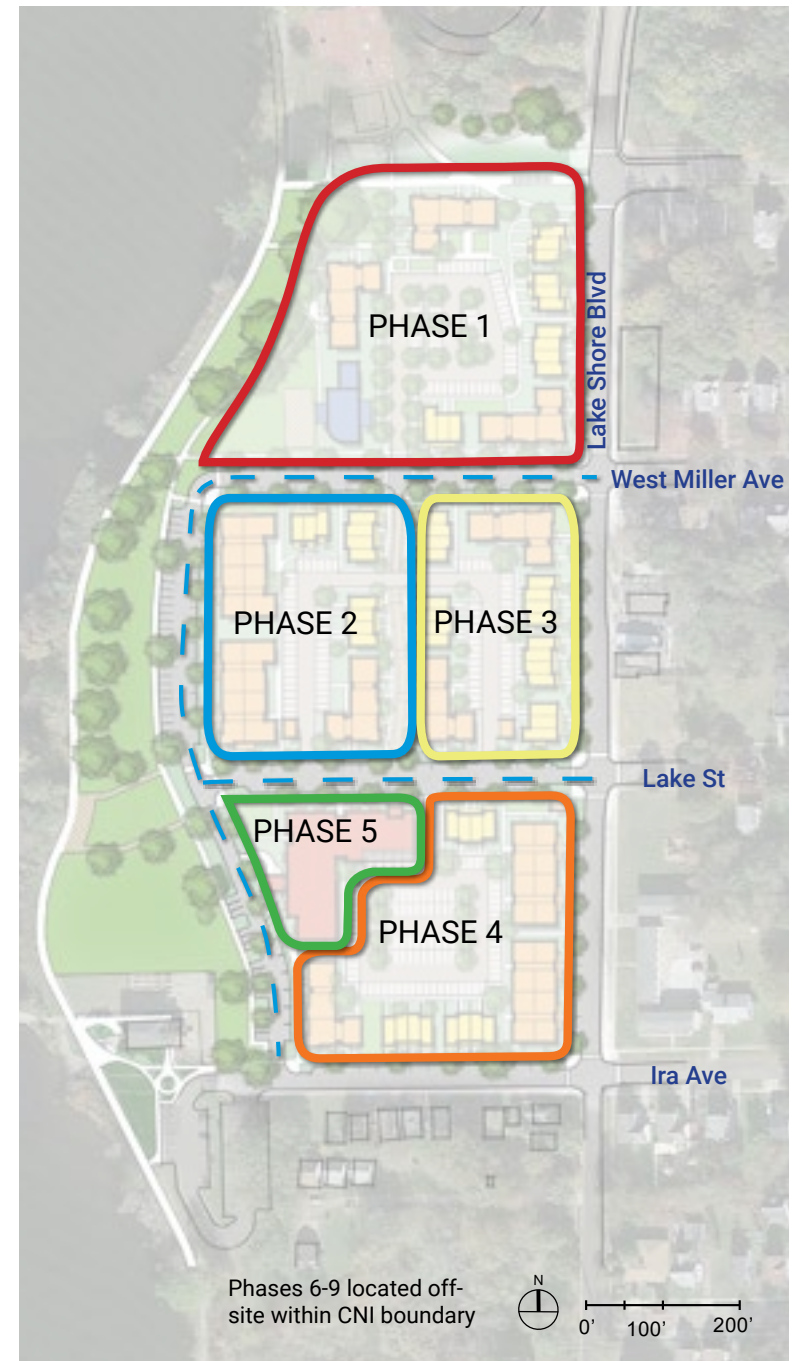 PHASE 1
Lake Shore Blvd
West Miller Ave
PHASE 2
PHASE 3
Lake St
PHASE 5
PHASE 4
Ira Ave
Phases 6-9 located off-
site within CNI boundary
N
0’
100’
200’